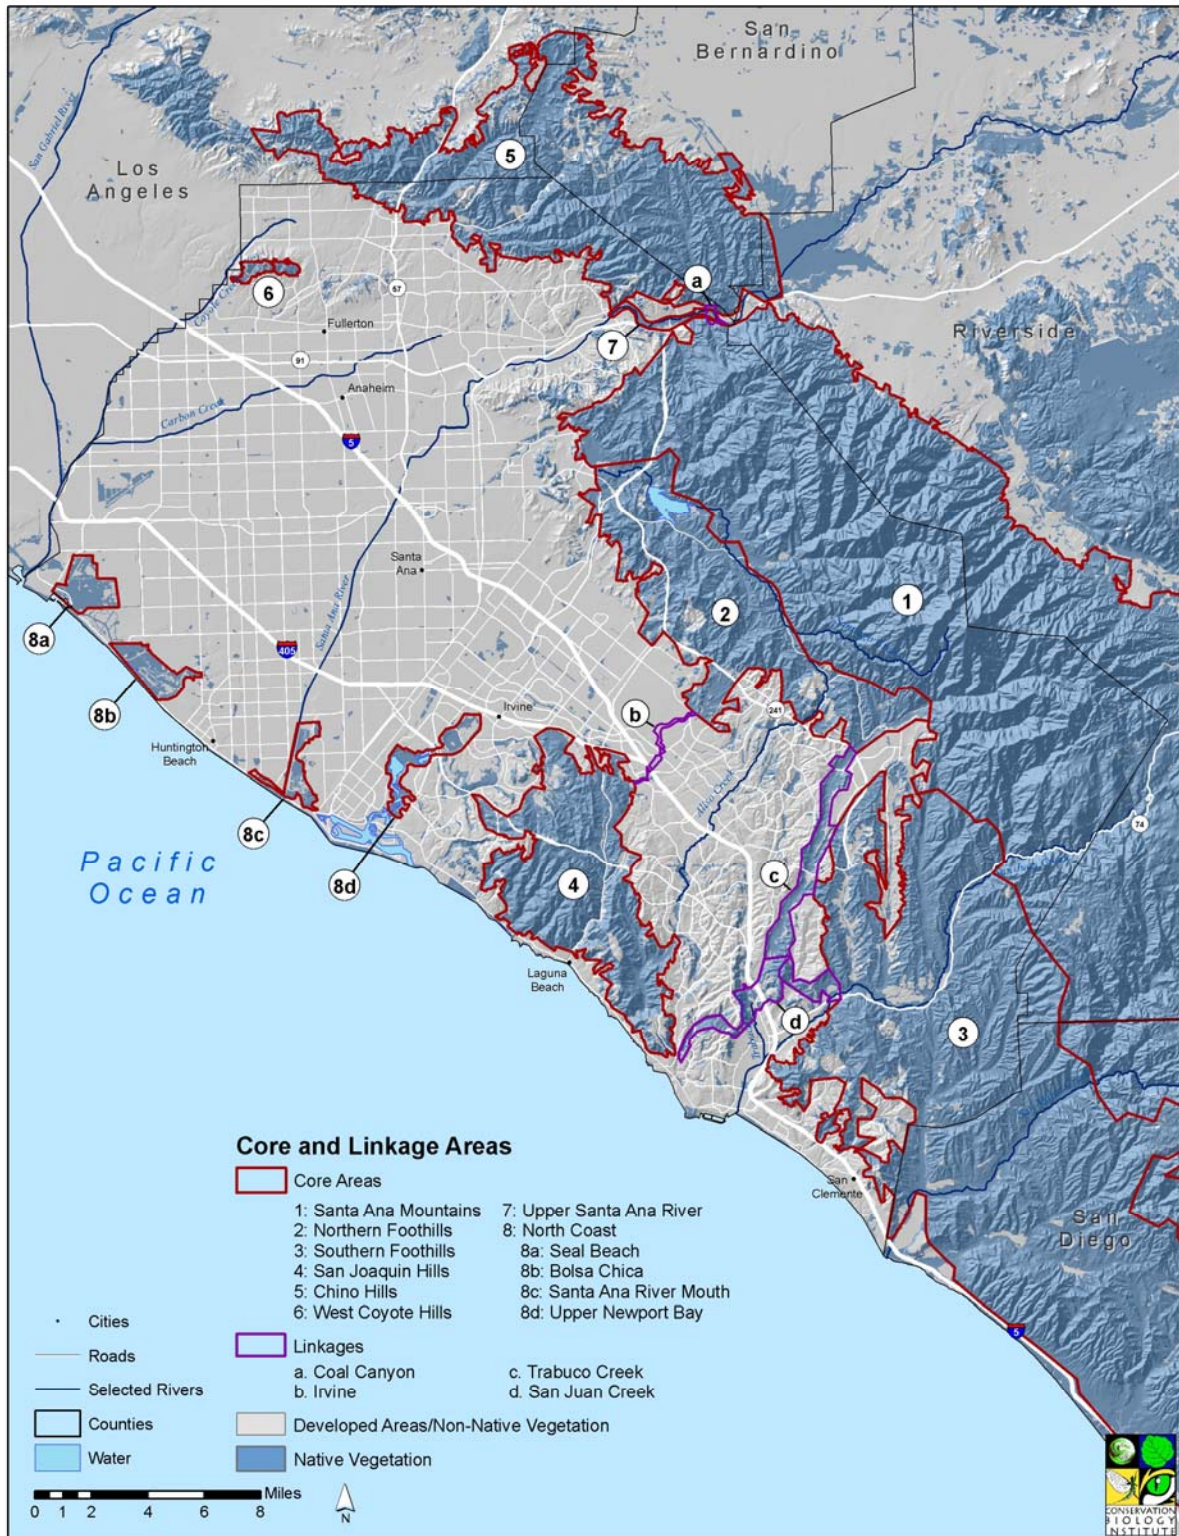 San
Bernardino
San Gabriel River
Los
Angeles
5
a
6
Coyote Creek
57
Fullerton
7
Riverside
91
Anaheim
Carbon Creek
5
Santa
Ana
Santa Ana River
2
1
8a
405
b
241
Irvine
8b
Huntington
Beach
Aliso Creek
74
8c
Pacific
Ocean
8d
4
c
Laguna
Beach
d
3
Trabuco
San
Clemente
San
Diego
5
Core and Linkage Areas
Core Areas
1: Santa Ana Mountains 7: Upper Santa Ana River
2: Northern Foothills 8: North Coast
3: Southern Foothills 8a: Seal Beach
4: San Joaquin Hills 8b: Bolsa Chica
5: Chino Hills 8c: Santa Ana River Mouth
6: West Coyote Hills 8d: Upper Newport Bay
Linkages
a. Coal Canyon c. Trabuco Creek
b. Irvine d. San Juan Creek
Developed Areas/Non-Native Vegetation
Native Vegetation
Cities
Roads
Selected Rivers
Counties
Water
Miles
0 1 2 4 6 8
N
CONSERVATION
BIOLOGY
INSTITUTE